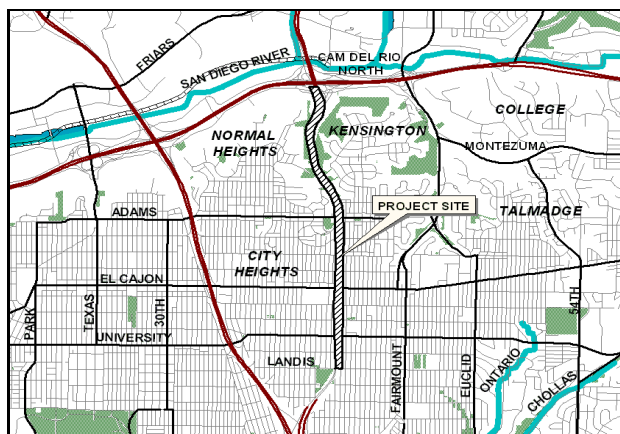 FRIARS
SAN DIEGO RIVER
CAM DEL RIO
NORTH
COLLEGE
NORMAL
HEIGHTS
KENSINGTON
MONTEZUMA
PROJECT SITE
ADAMS
TALMADGE
CITY
HEIGHTS
EL CAJON
PARK
TEXAS
30TH
54TH
UNIVERSITY
LANDIS
FAIRMOUNT
EUCLID
ONTARIO
CHOLLAS